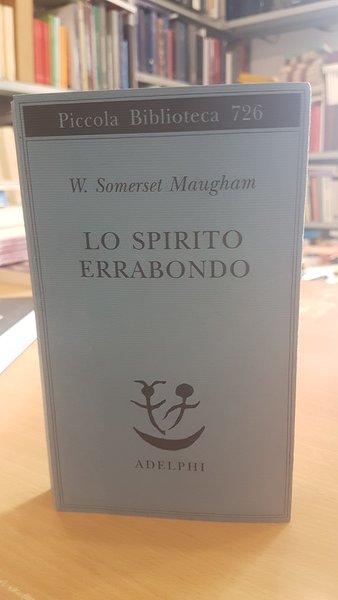 Piccola Biblioteca 726
W. Somerset Maugham
LO SPIRITO
ERRABONDO
ADELPHI